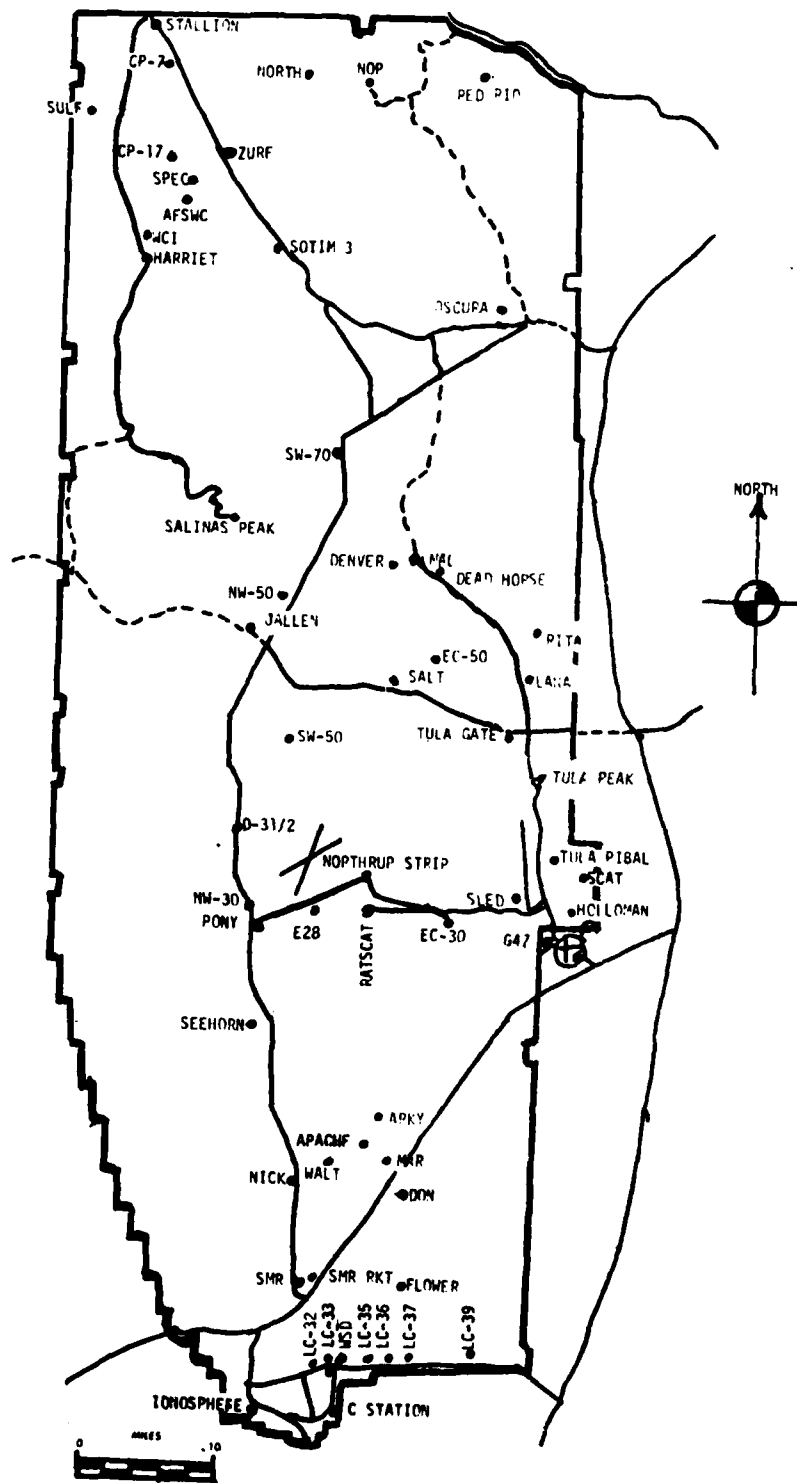 STALLION
CP-7
NORTH
NOP
RED RIO
SULF
CP-17
ZURF
SPEC
AFSWC
WCI
HARRIET
SOTIM 3
OSCURA
SW-70
NORTH
SALINAS PEAK
DENVER
MAL
DEAD HORSE
NW-50
JALLEN
RITA
EC-50
SALT
LANA
SW-50
TULA GATE
TULA PEAK
D-31/2
NORTHRUP STRIP
TULA PIBAL
SCAT
NW-30
SLED
HOLLOMAN
PONY
E28
RATSCAT
EC-30
G47
SEEHORN
ARKY
APACHE
NICK
WALT
MAR
DON
SMR
SMR RKT
FLOWER
LC-32
LC-33
WSD
LC-35
LC-36
LC-37
LC-39
IONOSPHERE
C STATION
0 MILES 10